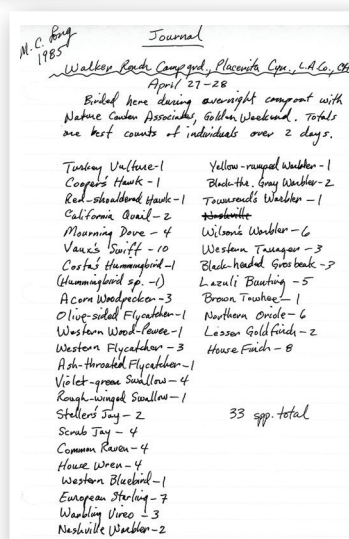 M.C. Long
1985
Journal
Walker Ranch Campgrd., Placerita Cyn., L.A. Co., CA
April 27-28
Birded here during overnight campout with
Nature Center Associates, Golden Weekend. Totals
are best counts of individuals over 2 days.
Turkey Vulture-1
Cooper's Hawk-1
Red-shouldered Hawk-1
California Quail-2
Mourning Dove-4
Vaux's Swift-10
Costa's Hummingbird-1
(Hummingbird sp.-1)
Acorn Woodpecker-3
Olive-sided Flycatcher-1
Western Wood-Pewee-1
Western Flycatcher-3
Ash-throated Flycatcher-1
Violet-green Swallow-4
Rough-winged Swallow-1
Steller's Jay-2
Scrub Jay-4
Common Raven-4
House Wren-4
Western Bluebird-1
European Starling-7
Warbling Vireo-3
Nashville Warbler-2
Yellow-rumped Warbler-1
Black-thr. Gray Warbler-2
Townsend's Warbler-1
Nashville
Wilson's Warbler-6
Western Tanager-3
Black-headed Grosbeak-3
Lazuli Bunting-5
Brown Towhee-1
Northern Oriole-6
Lesser Goldfinch-2
House Finch-8
33 spp. total